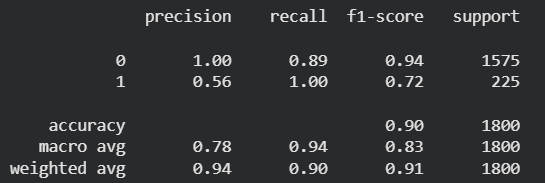 precision recall f1-score support
0 1.00 0.89 0.94 1575
1 0.56 1.00 0.72 225
accuracy 0.90 1800
macro avg 0.78 0.94 0.83 1800
weighted avg 0.94 0.90 0.91 1800